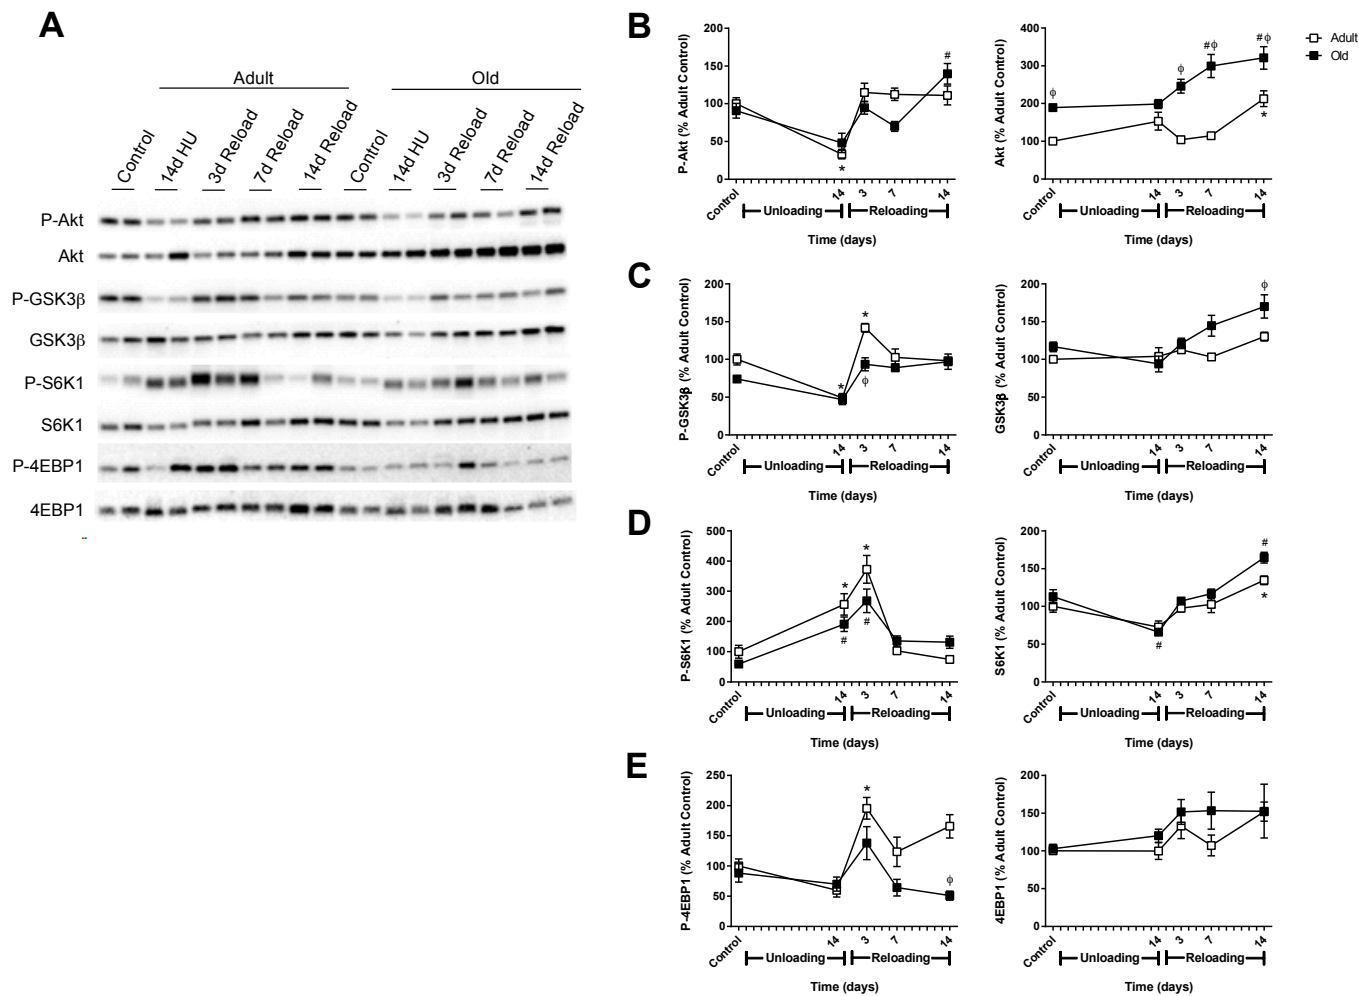 A
Adult
Old
Control
14d HU
3d Reload
7d Reload
14d Reload
Control
14d HU
3d Reload
7d Reload
14d Reload
P-Akt
Akt
P-GSK3β
GSK3β
P-S6K1
S6K1
P-4EBP1
4EBP1
B
P-Akt (% Adult Control)
200
150
100
50
0
*
#
Control
14
3
7
14
Unloading
Reloading
Time (days)
Akt (% Adult Control)
400
300
200
100
0
ϕ
ϕ
#ϕ
#ϕ
*
Control
14
3
7
14
Unloading
Reloading
Time (days)
Adult
Old
C
P-GSK3β (% Adult Control)
200
150
100
50
0
*
*
ϕ
Control
14
3
7
14
Unloading
Reloading
Time (days)
GSK3β (% Adult Control)
200
150
100
50
0
ϕ
Control
14
3
7
14
Unloading
Reloading
Time (days)
D
P-S6K1 (% Adult Control)
500
400
300
200
100
0
*
*
#
#
Control
14
3
7
14
Unloading
Reloading
Time (days)
S6K1 (% Adult Control)
200
150
100
50
0
#
#
*
Control
14
3
7
14
Unloading
Reloading
Time (days)
E
P-4EBP1 (% Adult Control)
250
200
150
100
50
0
*
ϕ
Control
14
3
7
14
Unloading
Reloading
Time (days)
4EBP1 (% Adult Control)
200
150
100
50
0
Control
14
3
7
14
Unloading
Reloading
Time (days)